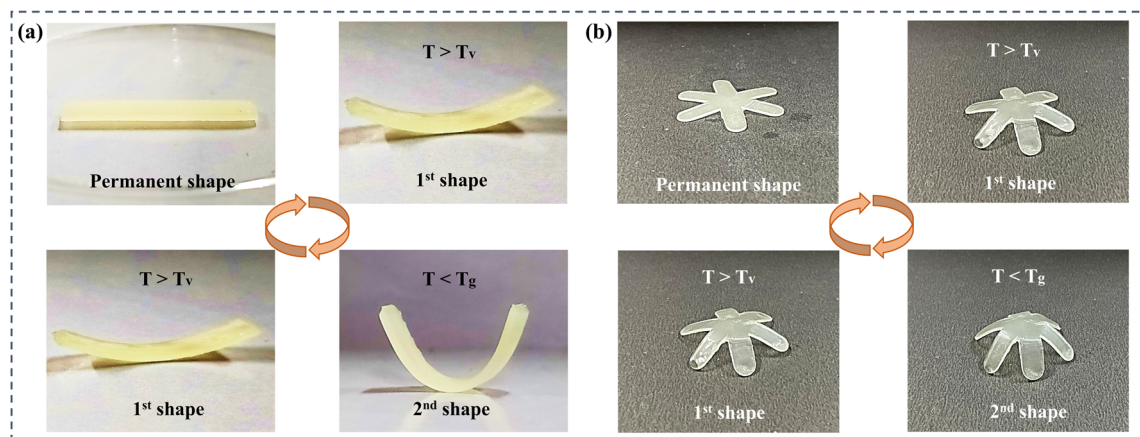 (a)
Permanent shape
T > Tv
1st shape
T > Tv
1st shape
T < Tg
2nd shape
(b)
Permanent shape
T > Tv
1st shape
T > Tv
1st shape
T < Tg
2nd shape